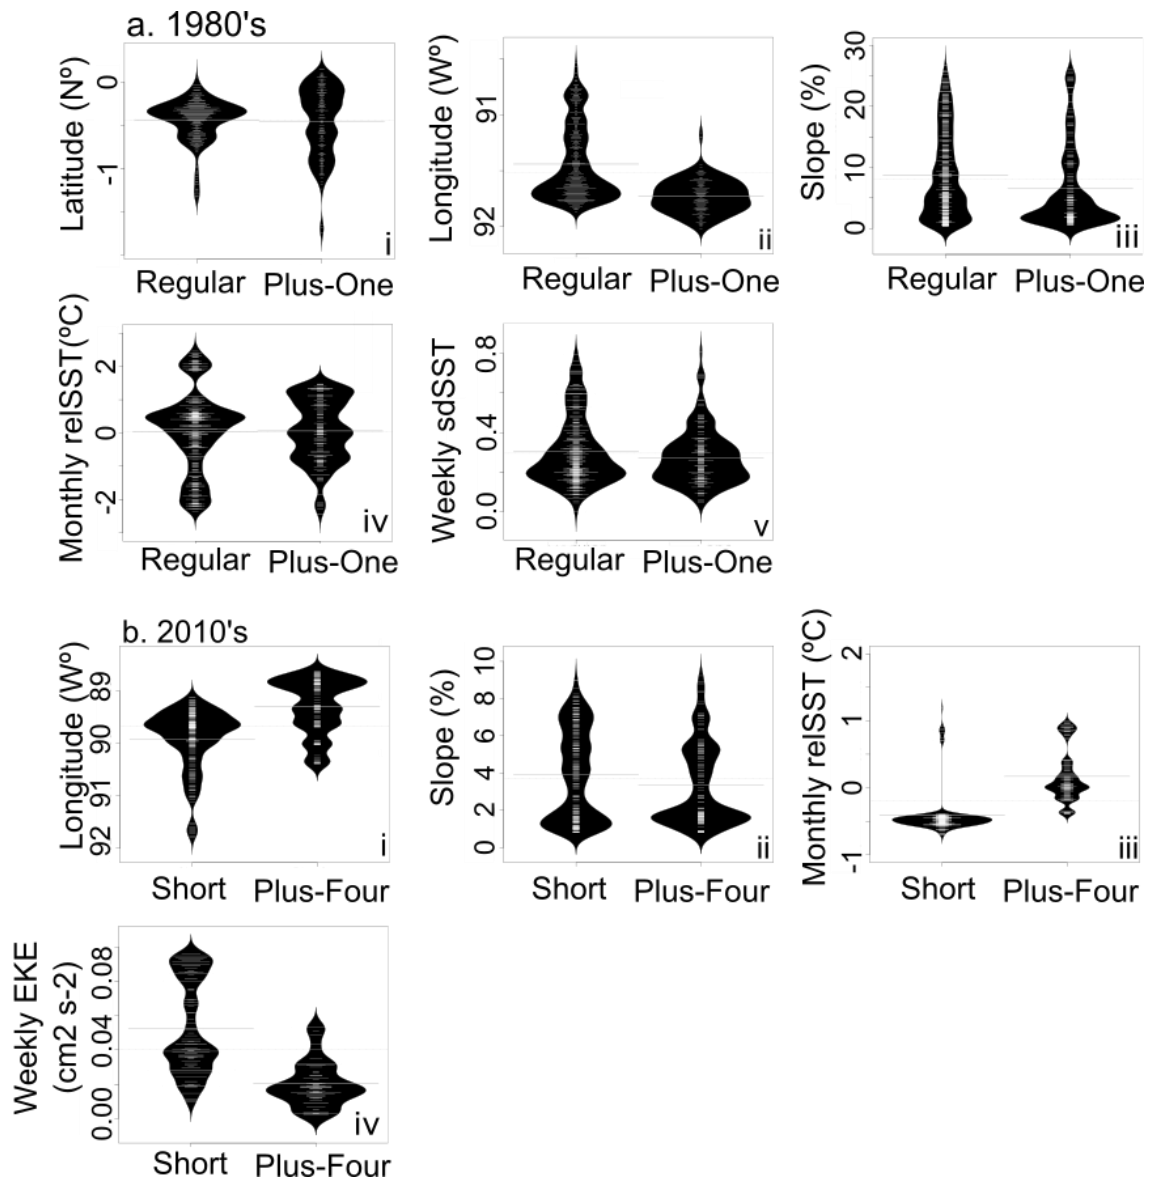 a. 1980's
Latitude (Nº)
0
-1
i
Regular Plus-One
Longitude (Wº)
91
92
ii
Regular Plus-One
Slope (%)
30
20
10
0
iii
Regular Plus-One
Monthly relSST(ºC)
2
0
-2
iv
Regular Plus-One
Weekly sdSST
0.8
0.4
0.0
v
Regular Plus-One
b. 2010's
Longitude (Wº)
89
90
91
92
i
Short Plus-Four
Slope (%)
10
8
6
4
2
0
ii
Short Plus-Four
Monthly relSST (ºC)
2
1
0
-1
iii
Short Plus-Four
Weekly EKE
(cm2 s-2)
0.08
0.04
0.00
iv
Short Plus-Four